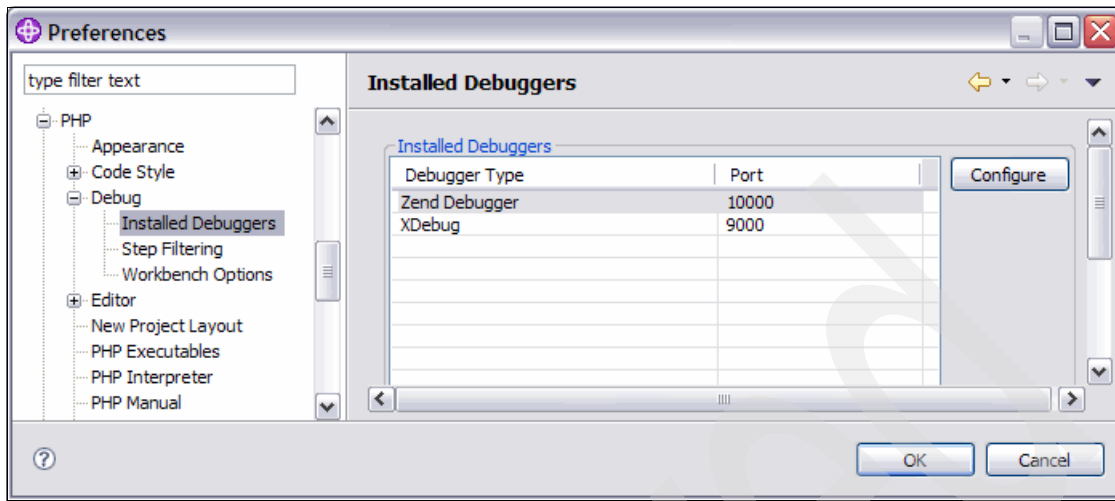 Preferences
type filter text
Installed Debuggers
PHP
Appearance
Code Style
Debug
Installed Debuggers
Step Filtering
Workbench Options
Editor
New Project Layout
PHP Executables
PHP Interpreter
PHP Manual
Installed Debuggers
Debugger Type Port
Zend Debugger 10000
XDebug 9000
Configure
OK Cancel